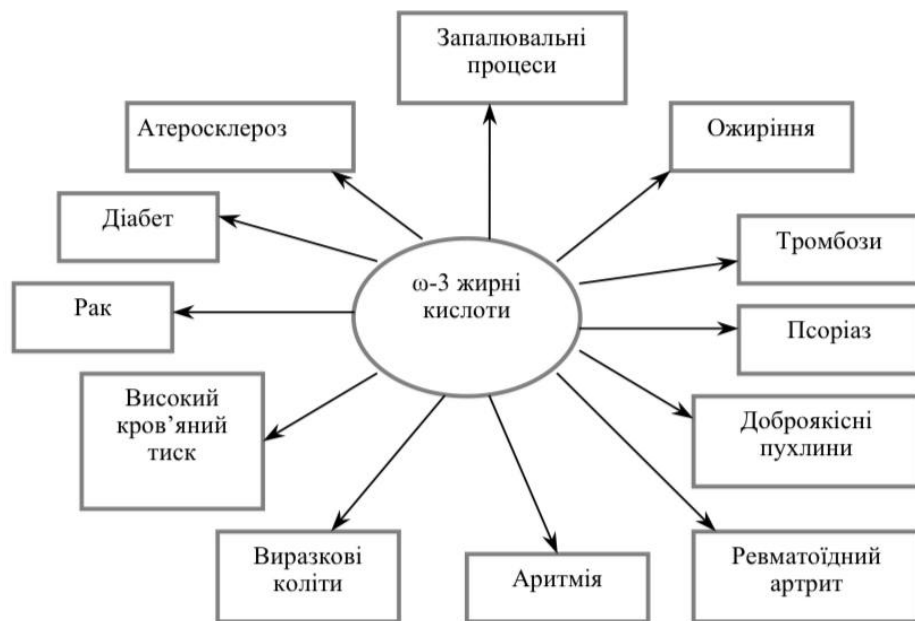 Запалювальні
процеси
Атеросклероз
Ожиріння
Діабет
Тромбози
ω-3 жирні
кислоти
Рак
Псоріаз
Високий
кров’яний
тиск
Доброякісні
пухлини
Виразкові
коліти
Аритмія
Ревматоїдний
артрит